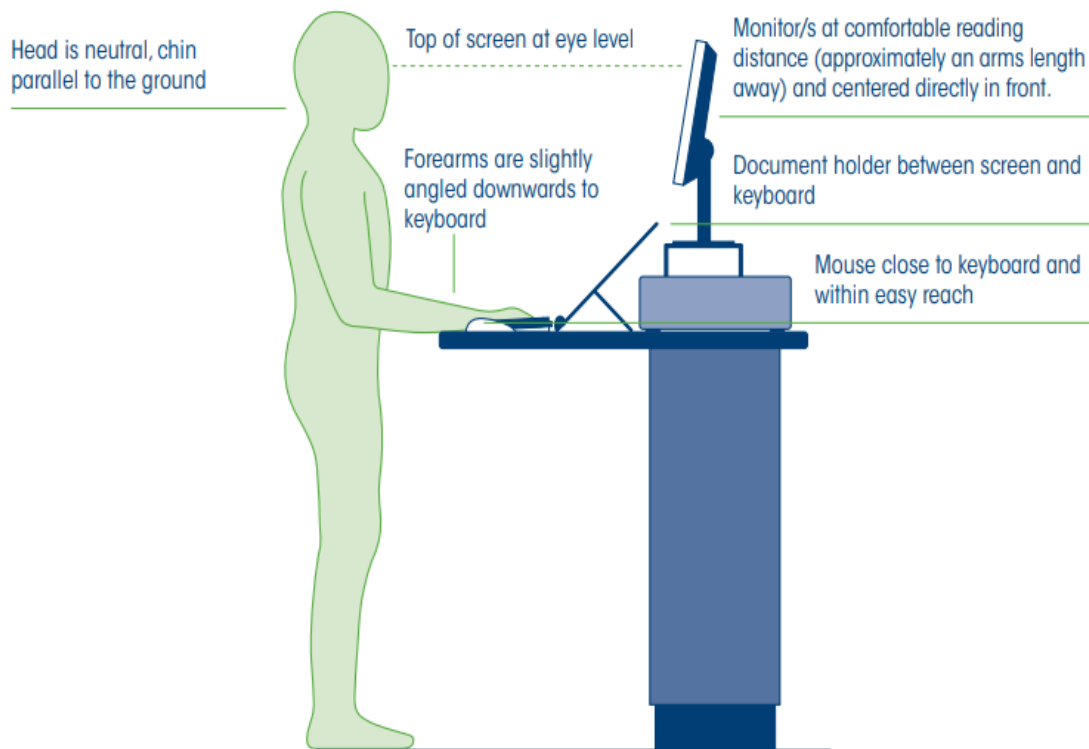 Head is neutral, chin
parallel to the ground
Top of screen at eye level
Monitor/s at comfortable reading
distance (approximately an arms length
away) and centered directly in front.
Forearms are slightly
angled downwards to
keyboard
Document holder between screen and
keyboard
Mouse close to keyboard and
within easy reach